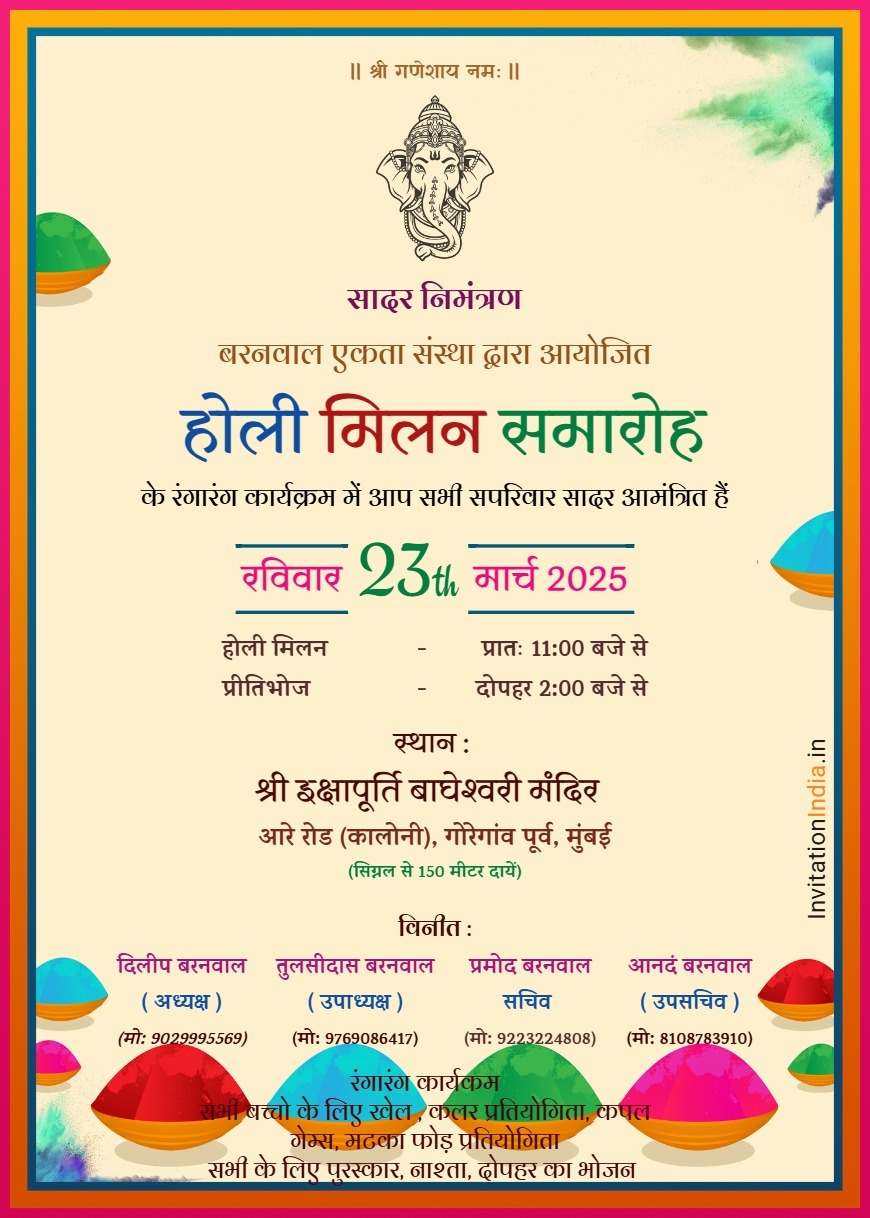 || श्री गणेशाय नमः ||
सादर निमंत्रण
बरनवाल एकता संस्था द्वारा आयोजित
होली मिलन समारोह
के रंगारंग कार्यक्रम में आप सभी सपरिवार सादर आमंत्रित हैं
रविवार 23th मार्च 2025
होली मिलन - प्रातः 11:00 बजे से
प्रीतिभोज - दोपहर 2:00 बजे से
स्थान :
श्री इक्षापूर्ति बाघेश्वरी मंदिर
आरे रोड (कालोनी), गोरेगांव पूर्व, मुंबई
(सिग्नल से 150 मीटर दायें)
InvitationIndia.in
विनीत :
दिलीप बरनवाल तुलसीदास बरनवाल प्रमोद बरनवाल आनदं बरनवाल
( अध्यक्ष ) ( उपाध्यक्ष ) सचिव ( उपसचिव )
(मो: 9029995569) (मो: 9769086417) (मो: 9223224808) (मो: 8108783910)
रंगारंग कार्यक्रम
सभी बच्चो के लिए खेल , कलर प्रतियोगिता, कपल
गेम्स, मटका फोड़ प्रतियोगिता
सभी के लिए पुरस्कार, नाश्ता, दोपहर का भोजन